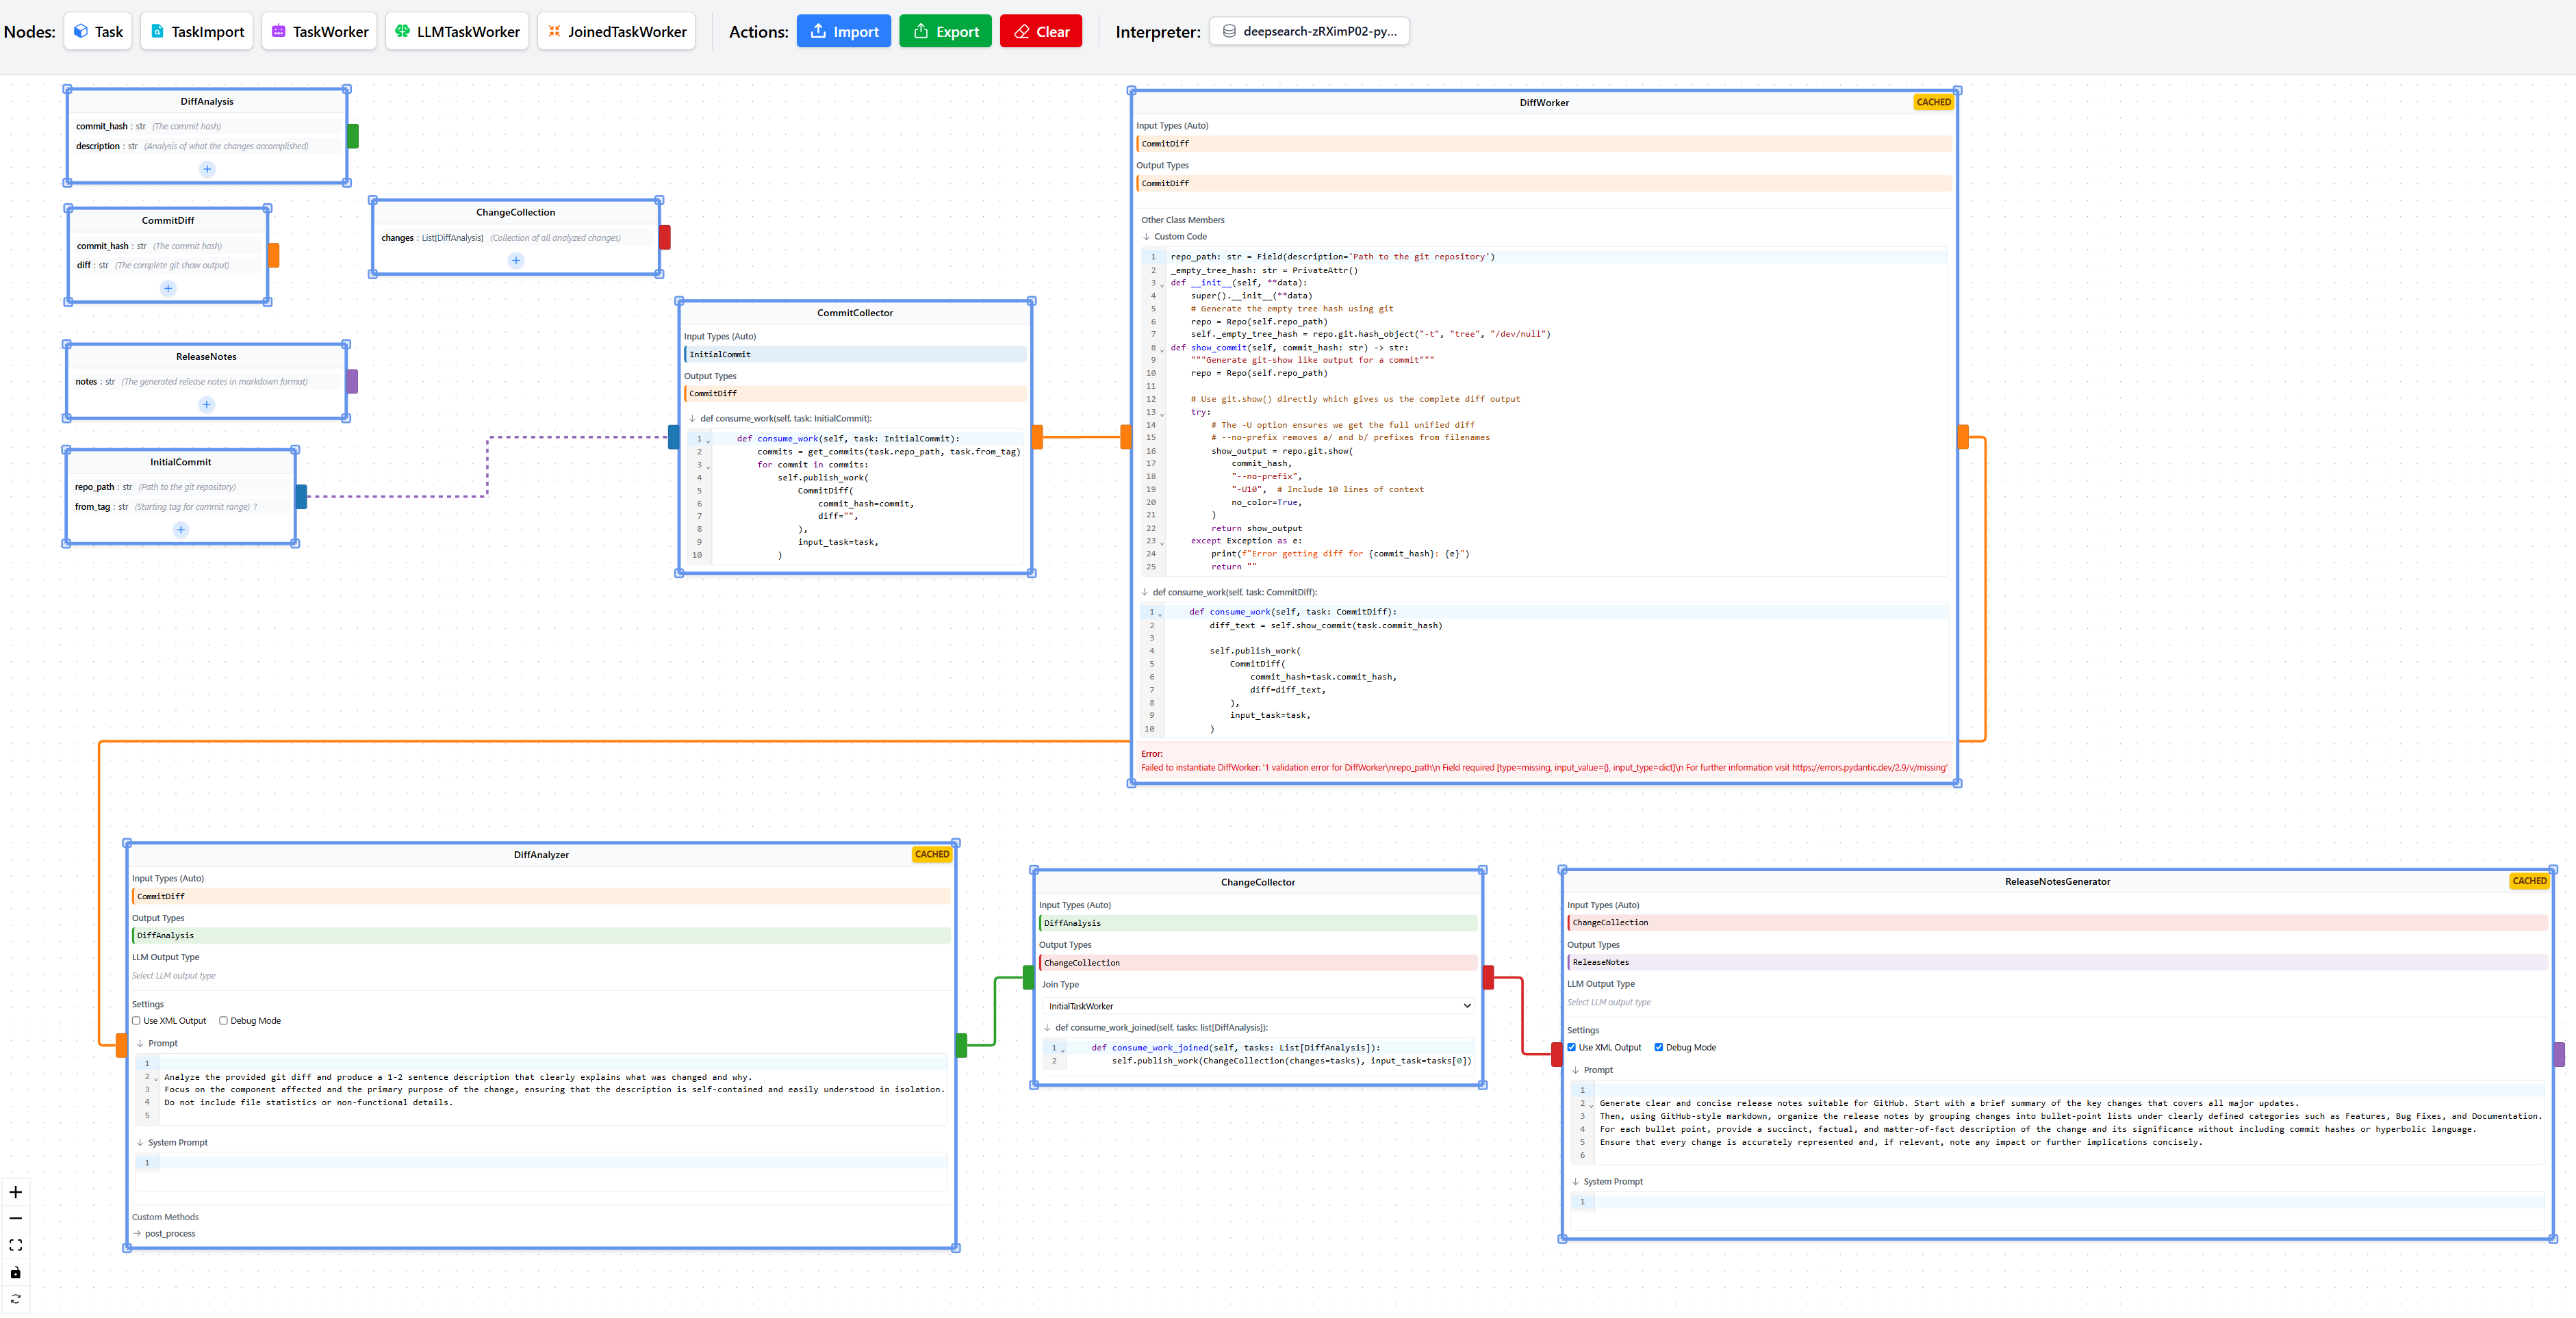 Nodes: Task TaskImport TaskWorker LLMTaskWorker JoinedTaskWorker Actions: Import Export Clear Interpreter: deepsearch-zRXimP02-py...
DiffAnalysis
commit_hash : str (The commit hash)
description : str (Analysis of what the changes accomplished)
+
CommitDiff
commit_hash : str (The commit hash)
diff : str (The complete git show output)
+
ChangeCollection
changes : List[DiffAnalysis] (Collection of all analyzed changes)
+
ReleaseNotes
notes : str (The generated release notes in markdown format)
+
InitialCommit
repo_path : str (Path to the git repository)
from_tag : str (Starting tag for commit range) ?
+
CommitCollector
Input Types (Auto)
InitialCommit
Output Types
CommitDiff
↓ def consume_work(self, task: InitialCommit):
1 def consume_work(self, task: InitialCommit):
2 commits = get_commits(task.repo_path, task.from_tag)
3 for commit in commits:
4 self.publish_work(
5 CommitDiff(
6 commit_hash=commit,
7 diff="",
8 ),
9 input_task=task,
10 )
DiffWorker CACHED
Input Types (Auto)
CommitDiff
Output Types
CommitDiff
Other Class Members
↓ Custom Code
1 repo_path: str = Field(description='Path to the git repository')
2 _empty_tree_hash: str = PrivateAttr()
3 def __init__(self, **data):
4 super().__init__(**data)
5 # Generate the empty tree hash using git
6 repo = Repo(self.repo_path)
7 self._empty_tree_hash = repo.git.hash_object("-t", "tree", "/dev/null")
8 def show_commit(self, commit_hash: str) -> str:
9 """Generate git-show like output for a commit"""
10 repo = Repo(self.repo_path)
11
12 # Use git.show() directly which gives us the complete diff output
13 try:
14 # The -U option ensures we get the full unified diff
15 # --no-prefix removes a/ and b/ prefixes from filenames
16 show_output = repo.git.show(
17 commit_hash,
18 "--no-prefix",
19 "-U10", # Include 10 lines of context
20 no_color=True,
21 )
22 return show_output
23 except Exception as e:
24 print(f"Error getting diff for {commit_hash}: {e}")
25 return ""
↓ def consume_work(self, task: CommitDiff):
1 def consume_work(self, task: CommitDiff):
2 diff_text = self.show_commit(task.commit_hash)
3
4 self.publish_work(
5 CommitDiff(
6 commit_hash=task.commit_hash,
7 diff=diff_text,
8 ),
9 input_task=task,
10 )
Error:
Failed to instantiate DiffWorker: '1 validation error for DiffWorker\nrepo_path\n Field required [type=missing, input_value={}, input_type=dict]\n For further information visit https://errors.pydantic.dev/2.9/v/missing'
DiffAnalyzer CACHED
Input Types (Auto)
CommitDiff
Output Types
DiffAnalysis
LLM Output Type
Select LLM output type
Settings
Use XML Output Debug Mode
↓ Prompt
1
2 Analyze the provided git diff and produce a 1-2 sentence description that clearly explains what was changed and why.
3 Focus on the component affected and the primary purpose of the change, ensuring that the description is self-contained and easily understood in isolation.
4 Do not include file statistics or non-functional details.
5
↓ System Prompt
1
Custom Methods
→ post_process
ChangeCollector
Input Types (Auto)
DiffAnalysis
Output Types
ChangeCollection
Join Type
InitialTaskWorker
↓ def consume_work_joined(self, tasks: list[DiffAnalysis]):
1 def consume_work_joined(self, tasks: List[DiffAnalysis]):
2 self.publish_work(ChangeCollection(changes=tasks), input_task=tasks[0])
ReleaseNotesGenerator CACHED
Input Types (Auto)
ChangeCollection
Output Types
ReleaseNotes
LLM Output Type
Select LLM output type
Settings
Use XML Output Debug Mode
↓ Prompt
1
2 Generate clear and concise release notes suitable for GitHub. Start with a brief summary of the key changes that covers all major updates.
3 Then, using GitHub-style markdown, organize the release notes by grouping changes into bullet-point lists under clearly defined categories such as Features, Bug Fixes, and Documentation.
4 For each bullet point, provide a succinct, factual, and matter-of-fact description of the change and its significance without including commit hashes or hyperbolic language.
5 Ensure that every change is accurately represented and, if relevant, note any impact or further implications concisely.
6
↓ System Prompt
1